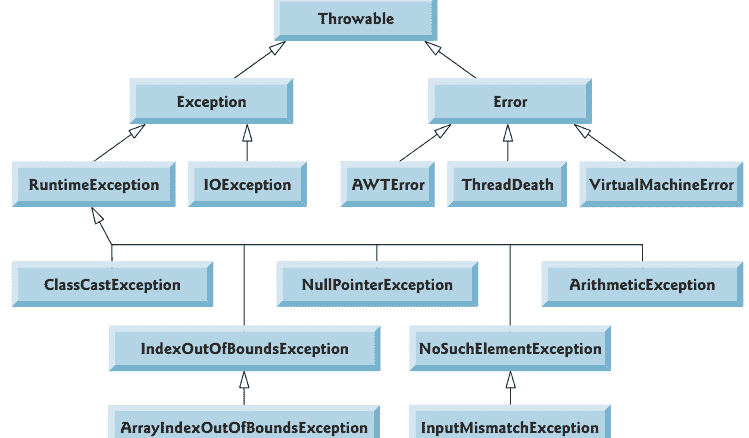 Throwable
Exception
Error
RuntimeException
IOException
AWTError
ThreadDeath
VirtualMachineError
ClassCastException
NullPointerException
ArithmeticException
IndexOutOfBoundsException
NoSuchElementException
ArrayIndexOutOfBoundsException
InputMismatchException